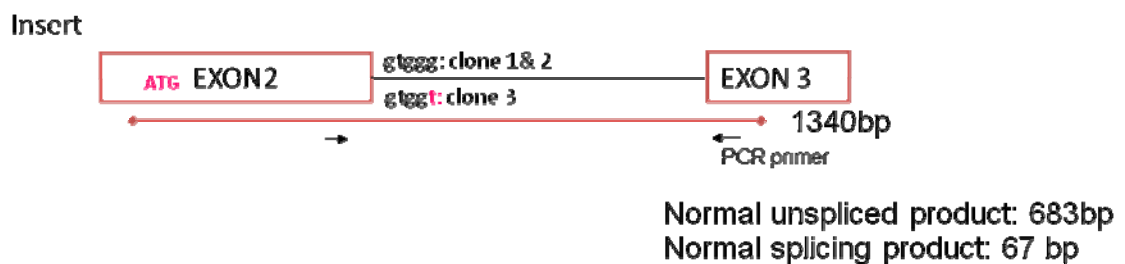 Insert
ATG EXON2
gtggg: clone 1& 2
gtggt: clone 3
EXON 3
1340bp
PCR primer
Normal unspliced product: 683bp
Normal splicing product: 67 bp